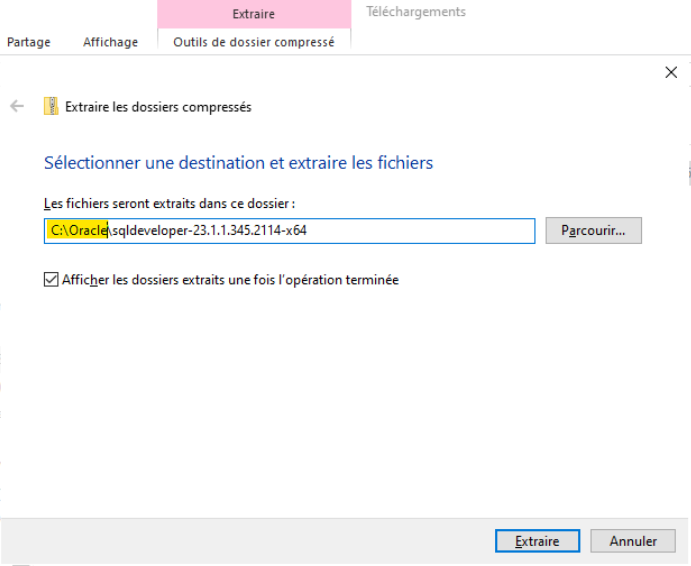 Extraire
Téléchargements
Partage
Affichage
Outils de dossier compressé
Extraire les dossiers compressés
Sélectionner une destination et extraire les fichiers
Les fichiers seront extraits dans ce dossier :
C:\Oracle\sqldeveloper-23.1.1.345.2114-x64
Parcourir...
Afficher les dossiers extraits une fois l'opération terminée
Extraire
Annuler